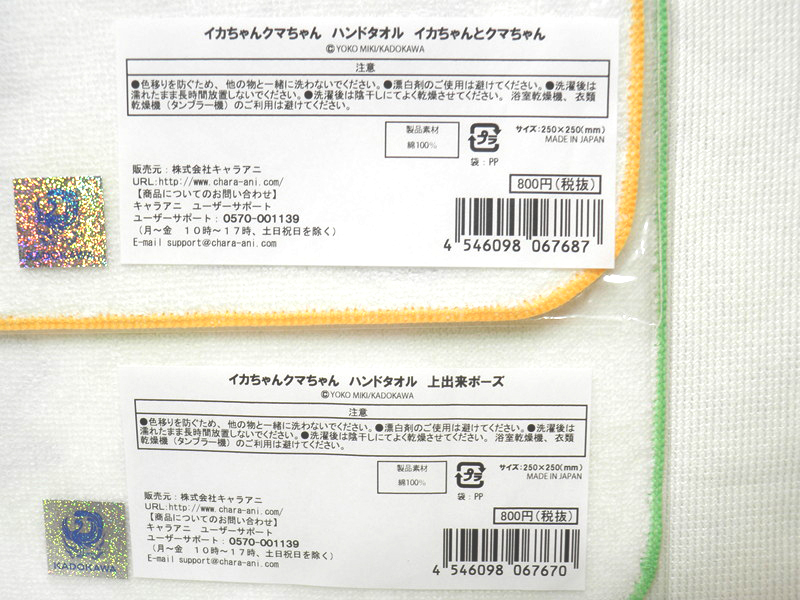 イカちゃんクマちゃん ハンドタオル イカちゃんとクマちゃん
©YOKO MIKI/KADOKAWA
注意
●色移りを防ぐため、他の物と一緒に洗わないでください。●漂白剤のご使用は避けてください。●洗濯後は
濡れたまま長時間放置しないでください。●洗濯後は陰干しにてよく乾燥させてください。 浴室乾燥機、衣類
乾燥機（タンブラー機）のご利用は避けてください。
製品素材
綿100%
プラ
袋：PP
サイズ：250×250(mm)
MADE IN JAPAN
販売元：株式会社キャラアニ
URL:http://www.chara-ani.com/
【商品についてのお問い合わせ】
キャラアニ ユーザーサポート
ユーザーサポート：0570-001139
（月〜金 10時〜17時、土日祝日を除く）
E-mail support@chara-ani.com
800円（税抜）
4 546098 067687
KADOKAWA
イカちゃんクマちゃん ハンドタオル 上出来ポーズ
©YOKO MIKI/KADOKAWA
注意
●色移りを防ぐため、他の物と一緒に洗わないでください。●漂白剤のご使用は避けてください。●洗濯後は
濡れたまま長時間放置しないでください。●洗濯後は陰干しにてよく乾燥させてください。 浴室乾燥機、衣類
乾燥機（タンブラー機）のご利用は避けてください。
製品素材
綿100%
プラ
袋：PP
サイズ：250×250(mm)
MADE IN JAPAN
販売元：株式会社キャラアニ
URL:http://www.chara-ani.com/
【商品についてのお問い合わせ】
キャラアニ ユーザーサポート
ユーザーサポート：0570-001139
（月〜金 10時〜17時、土日祝日を除く）
E-mail support@chara-ani.com
800円（税抜）
4 546098 067670
KADOKAWA